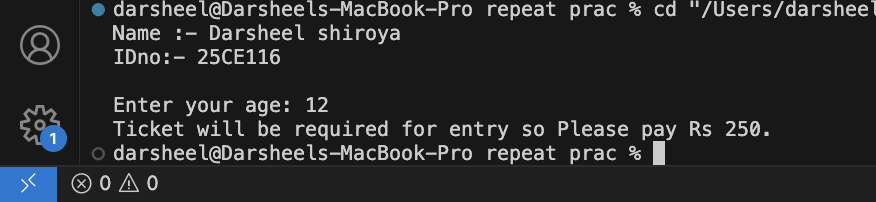 darsheel@Darsheels-MacBook-Pro repeat prac % cd "/Users/darsheel
Name :- Darsheel shiroya
IDno:- 25CE116
Enter your age: 12
Ticket will be required for entry so Please pay Rs 250.
darsheel@Darsheels-MacBook-Pro repeat prac %
1
0 0